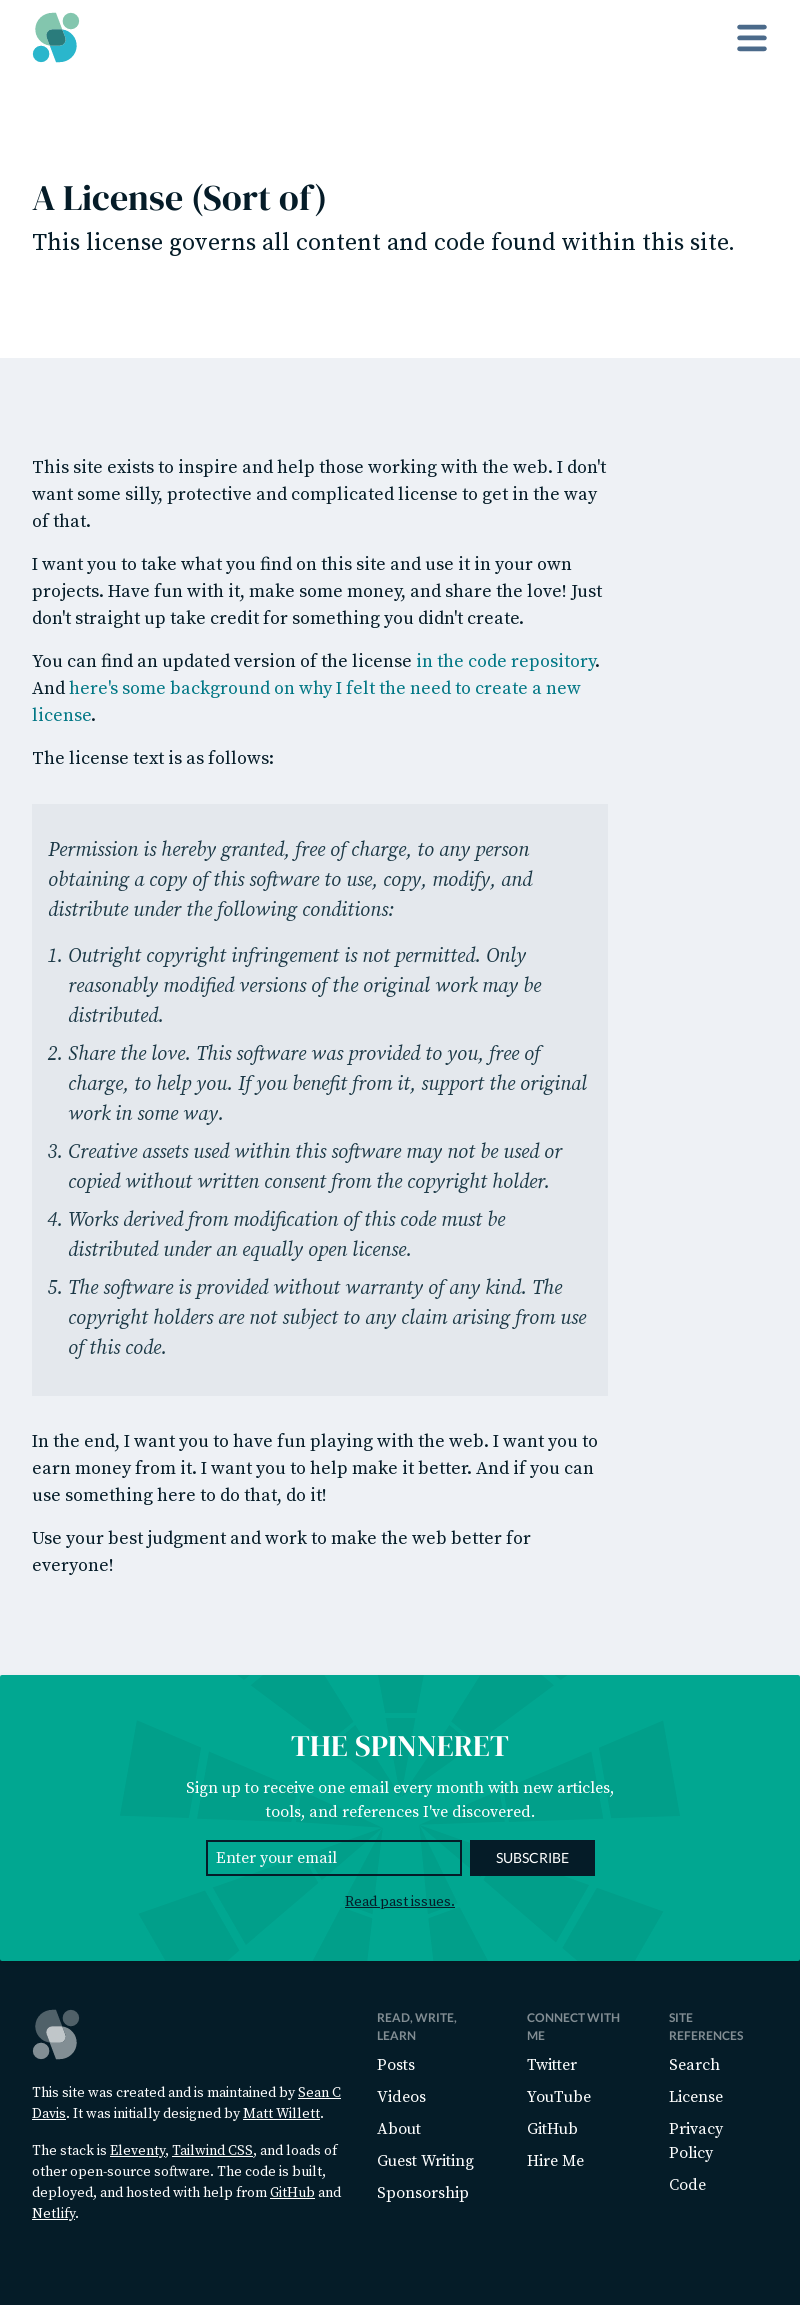 A License (Sort of)
This license governs all content and code found within this site.
This site exists to inspire and help those working with the web. I don't
want some silly, protective and complicated license to get in the way
of that.
I want you to take what you find on this site and use it in your own
projects. Have fun with it, make some money, and share the love! Just
don't straight up take credit for something you didn't create.
You can find an updated version of the license in the code repository.
And here's some background on why I felt the need to create a new
license.
The license text is as follows:
Permission is hereby granted, free of charge, to any person
obtaining a copy of this software to use, copy, modify, and
distribute under the following conditions:
1. Outright copyright infringement is not permitted. Only
reasonably modified versions of the original work may be
distributed.
2. Share the love. This software was provided to you, free of
charge, to help you. If you benefit from it, support the original
work in some way.
3. Creative assets used within this software may not be used or
copied without written consent from the copyright holder.
4. Works derived from modification of this code must be
distributed under an equally open license.
5. The software is provided without warranty of any kind. The
copyright holders are not subject to any claim arising from use
of this code.
In the end, I want you to have fun playing with the web. I want you to
earn money from it. I want you to help make it better. And if you can
use something here to do that, do it!
Use your best judgment and work to make the web better for
everyone!
THE SPINNERET
Sign up to receive one email every month with new articles,
tools, and references I've discovered.
Enter your email
SUBSCRIBE
Read past issues.
This site was created and is maintained by Sean C
Davis. It was initially designed by Matt Willett.
The stack is Eleventy, Tailwind CSS, and loads of
other open-source software. The code is built,
deployed, and hosted with help from GitHub and
Netlify.
READ, WRITE,
LEARN
Posts
Videos
About
Guest Writing
Sponsorship
CONNECT WITH
ME
Twitter
YouTube
GitHub
Hire Me
SITE
REFERENCES
Search
License
Privacy
Policy
Code